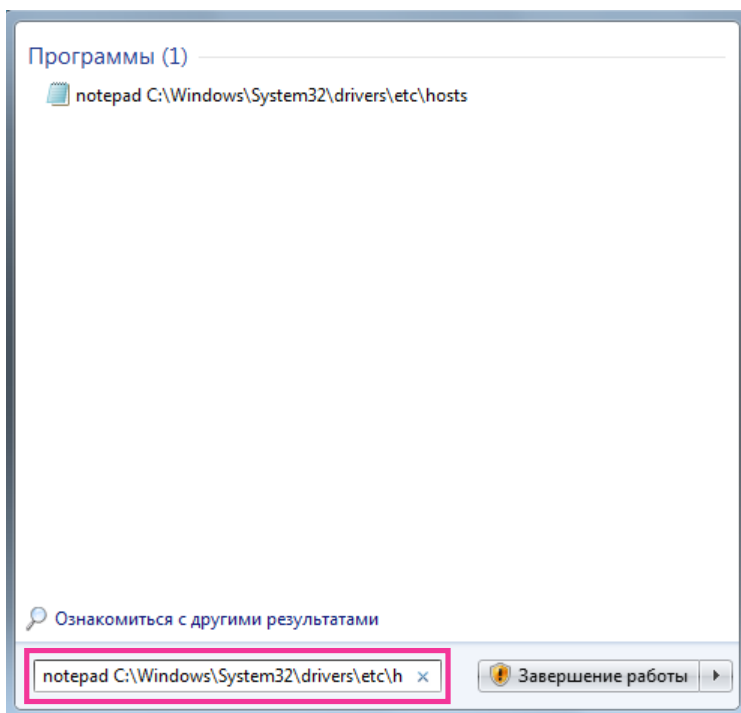 Программы (1)
notepad C:\Windows\System32\drivers\etc\hosts
Ознакомиться с другими результатами
notepad C:\Windows\System32\drivers\etc\h
Завершение работы